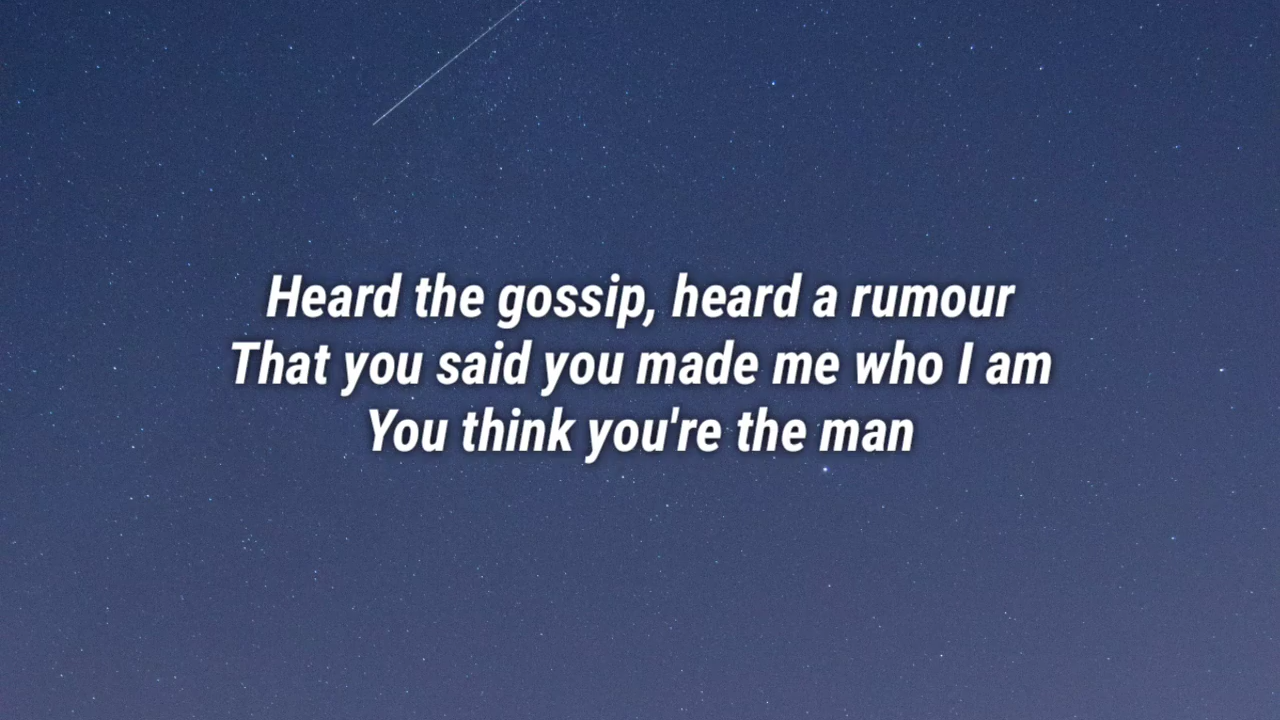 Heard the gossip, heard a rumour
That you said you made me who I am
You think you're the man